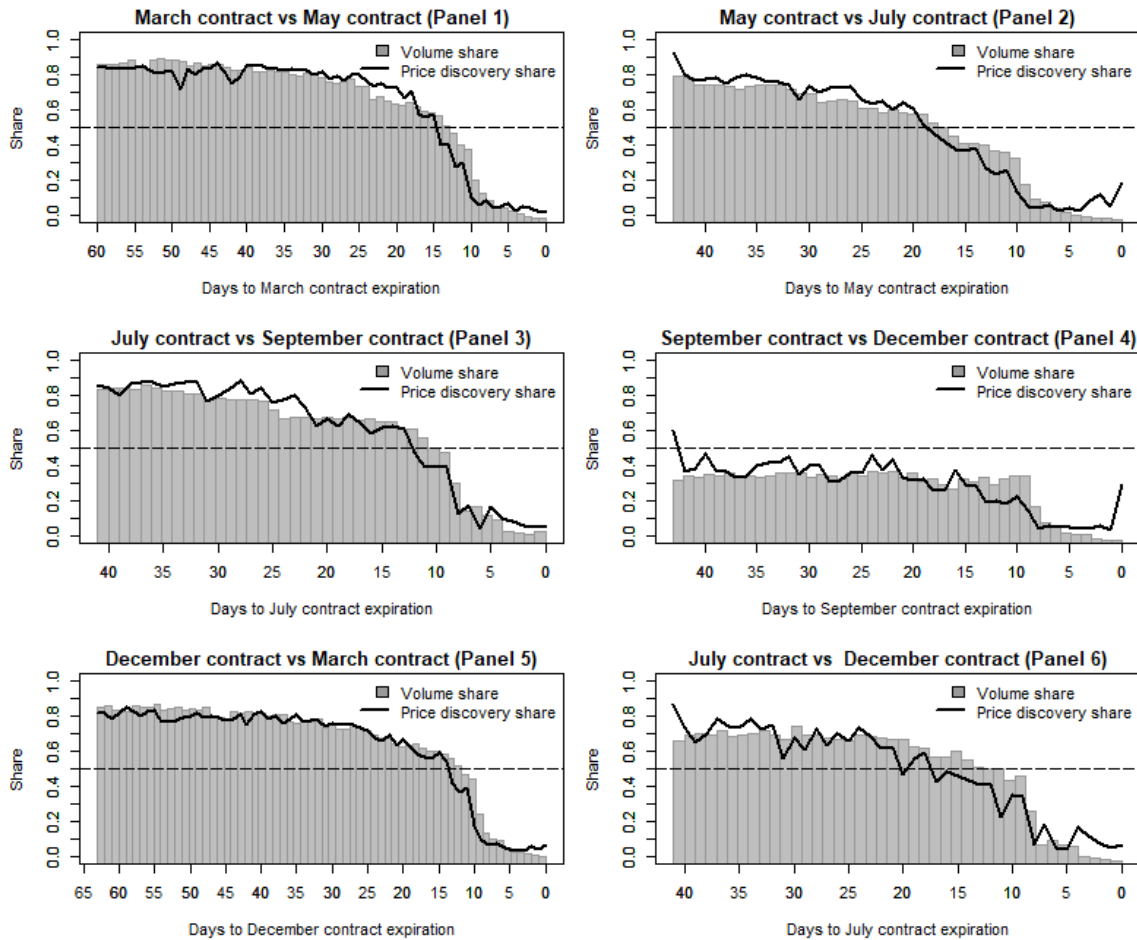 March contract vs May contract (Panel 1)
Volume share
Price discovery share
Share
0.0 0.2 0.4 0.6 0.8 1.0
60 55 50 45 40 35 30 25 20 15 10 5 0
Days to March contract expiration
May contract vs July contract (Panel 2)
Volume share
Price discovery share
Share
0.0 0.2 0.4 0.6 0.8 1.0
40 35 30 25 20 15 10 5 0
Days to May contract expiration
July contract vs September contract (Panel 3)
Volume share
Price discovery share
Share
0.0 0.2 0.4 0.6 0.8 1.0
40 35 30 25 20 15 10 5 0
Days to July contract expiration
September contract vs December contract (Panel 4)
Volume share
Price discovery share
Share
0.0 0.2 0.4 0.6 0.8 1.0
40 35 30 25 20 15 10 5 0
Days to September contract expiration
December contract vs March contract (Panel 5)
Volume share
Price discovery share
Share
0.0 0.2 0.4 0.6 0.8 1.0
65 60 55 50 45 40 35 30 25 20 15 10 5 0
Days to December contract expiration
July contract vs December contract (Panel 6)
Volume share
Price discovery share
Share
0.0 0.2 0.4 0.6 0.8 1.0
40 35 30 25 20 15 10 5 0
Days to July contract expiration